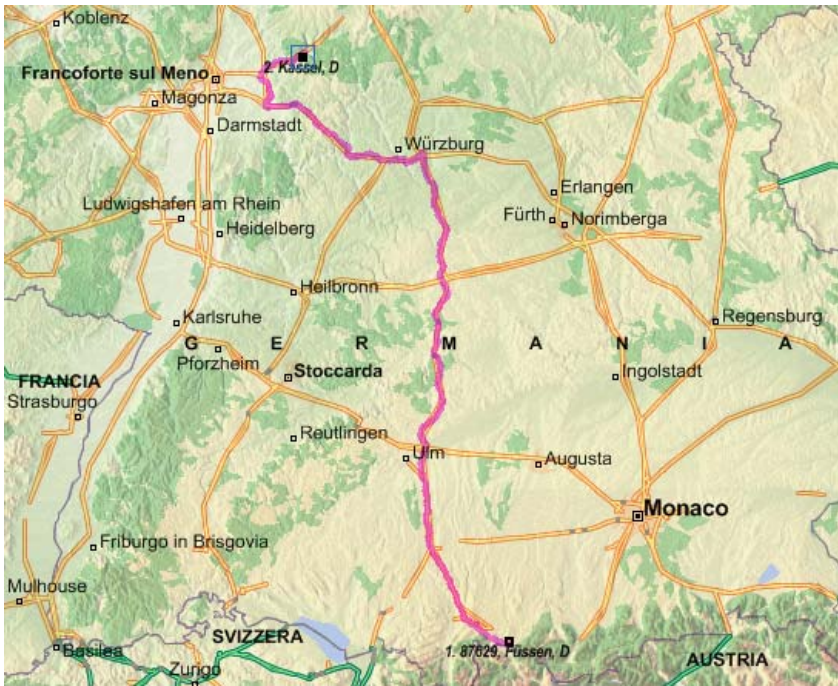 Koblenz
2. Kassel, D
Francoforte sul Meno
Magonza
Darmstadt
Würzburg
Erlangen
Ludwigshafen am Rhein
Fürth
Norimberga
Heidelberg
Heilbronn
Karlsruhe
Regensburg
G E R M A N I A
Pforzheim
Stoccarda
Ingolstadt
FRANCIA
Strasburgo
Reutlingen
Ulm
Augusta
Monaco
Friburgo in Brisgovia
Mulhouse
SVIZZERA
Basilea
1. 87629, Füssen, D
AUSTRIA
Zurigo